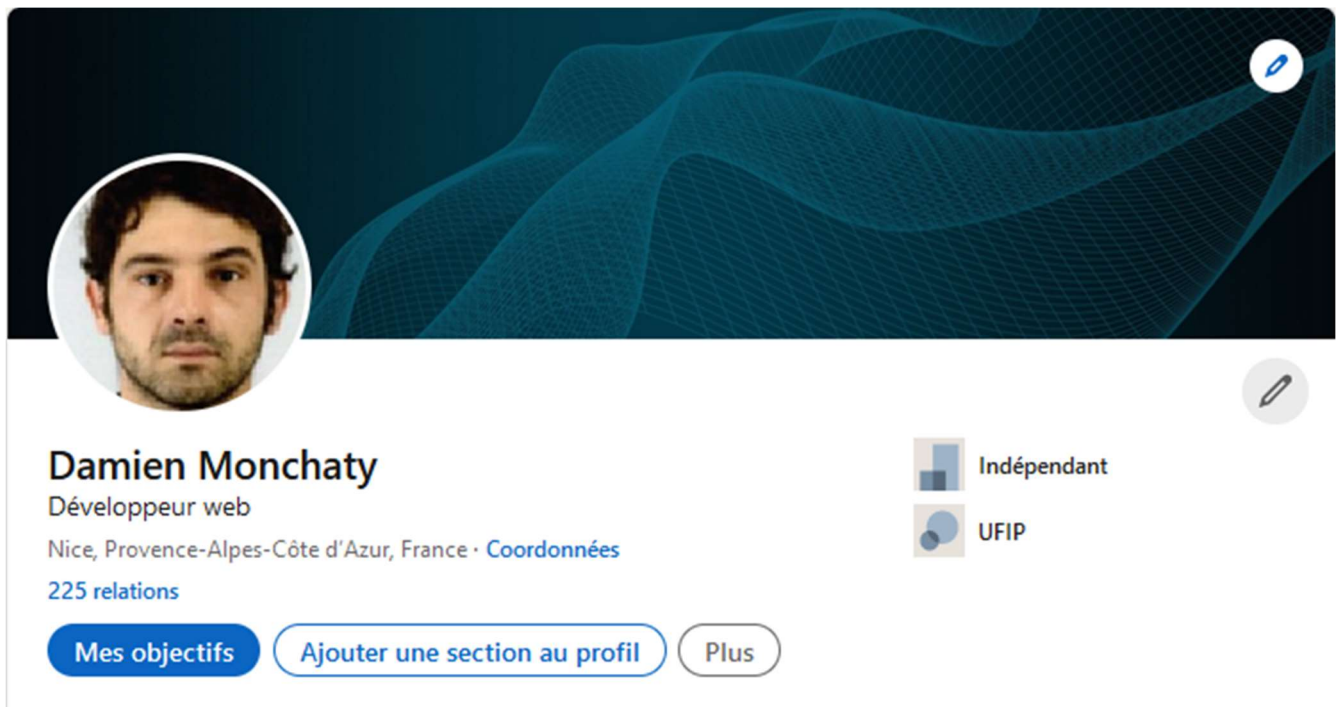 Damien Monchaty
Développeur web
Nice, Provence-Alpes-Côte d'Azur, France · Coordonnées
225 relations
Mes objectifs
Ajouter une section au profil
Plus
Indépendant
UFIP